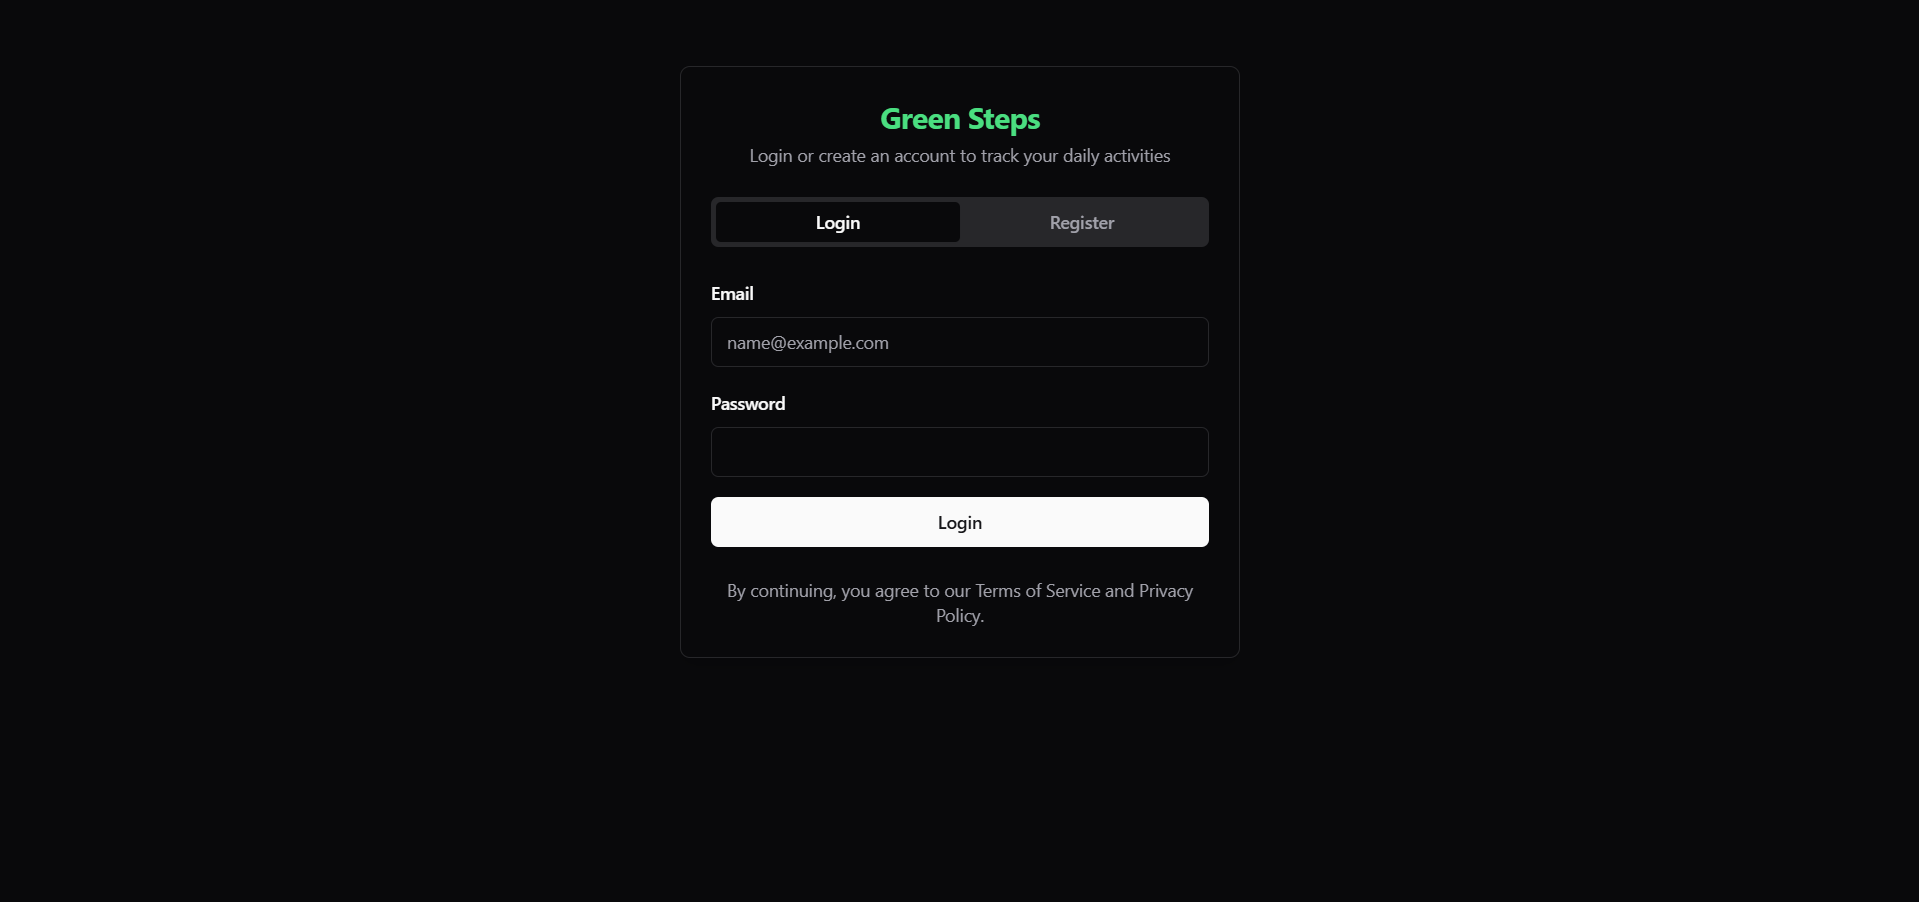 Green Steps
Login or create an account to track your daily activities
Login
Register
Email
name@example.com
Password
Login
By continuing, you agree to our Terms of Service and Privacy
Policy.